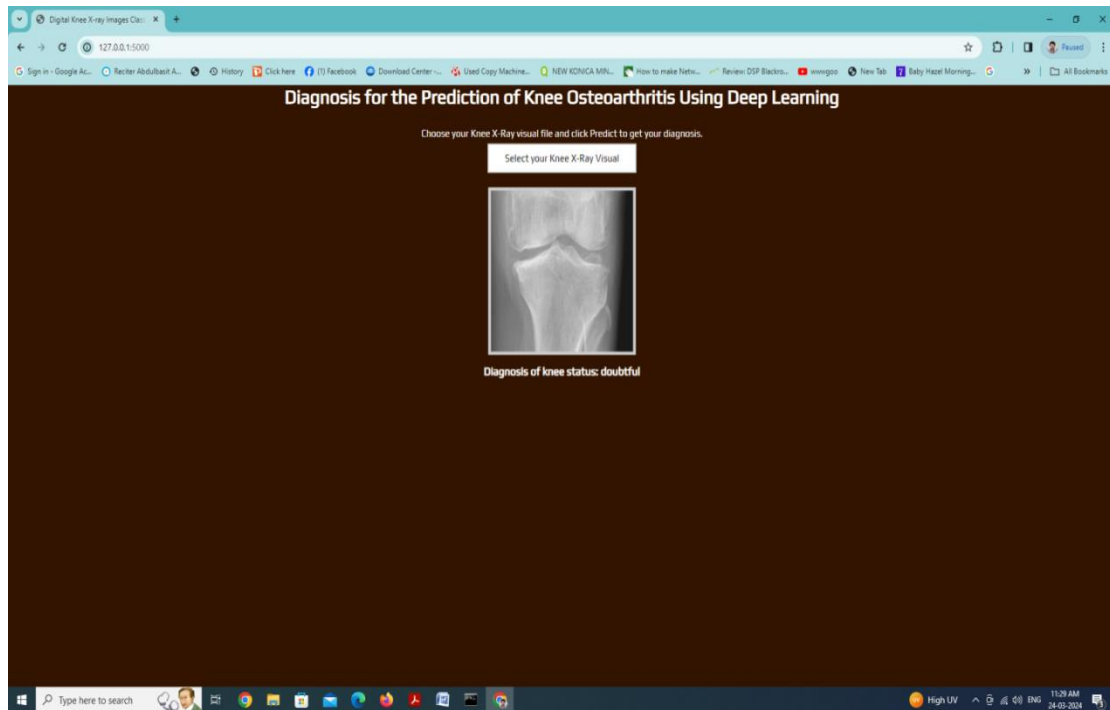 Digital Knee X-ray Images Clas
127.0.0.1:5000
Paused
Sign in - Google Ac...
Reciter Abdulbasit A...
History
Click here
(1) Facebook
Download Center -...
Used Copy Machine...
NEW KONICA MIN...
How to make Netw...
Review: DSP Blackro...
wwwgoo
New Tab
Baby Hazel Morning...
All Bookmarks
Diagnosis for the Prediction of Knee Osteoarthritis Using Deep Learning
Choose your Knee X-Ray visual file and click Predict to get your diagnosis.
Select your Knee X-Ray Visual
Diagnosis of knee status: doubtful
Type here to search
High UV
ENG
11:29 AM
24-03-2024